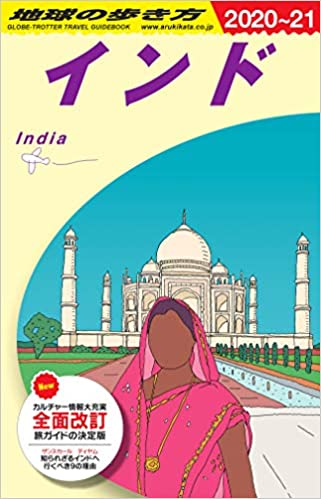 地球の歩き方
GLOBE-TROTTER TRAVEL GUIDEBOOK www.arukikata.co.jp
2020~21
インド
India
New
カルチャー情報大充実
全面改訂
旅ガイドの決定版
ザンスカール ティヤム
知られざるインドへ
行くべき9の理由